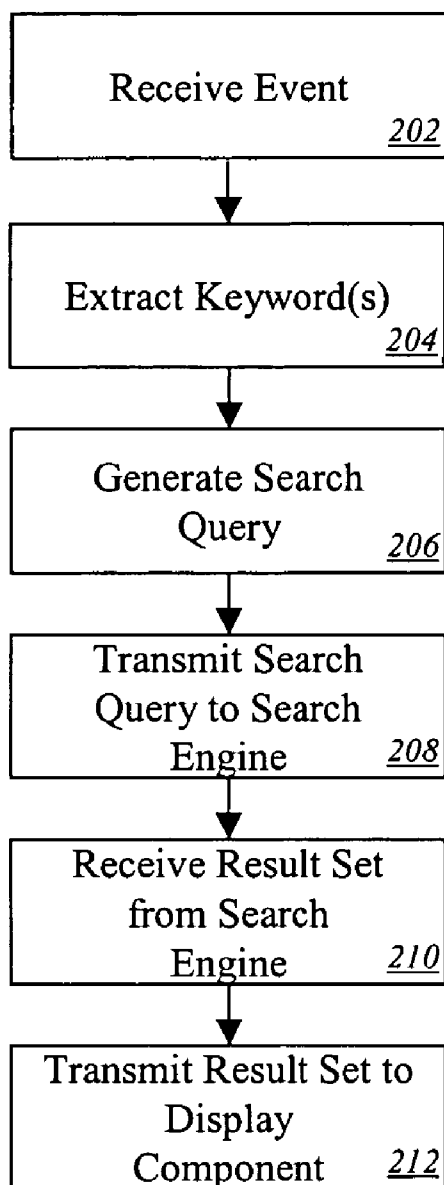 Receive Event
202
Extract Keyword(s)
204
Generate Search
Query
206
Transmit Search
Query to Search
Engine
208
Receive Result Set
from Search
Engine
210
Transmit Result Set to
Display
Component
212